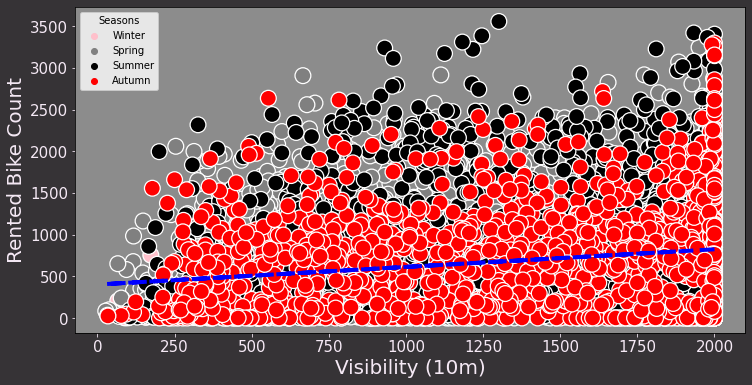 Seasons
Winter
Spring
Summer
Autumn
3500
3000
2500
2000
1500
1000
500
0
Rented Bike Count
0 250 500 750 1000 1250 1500 1750 2000
Visibility (10m)